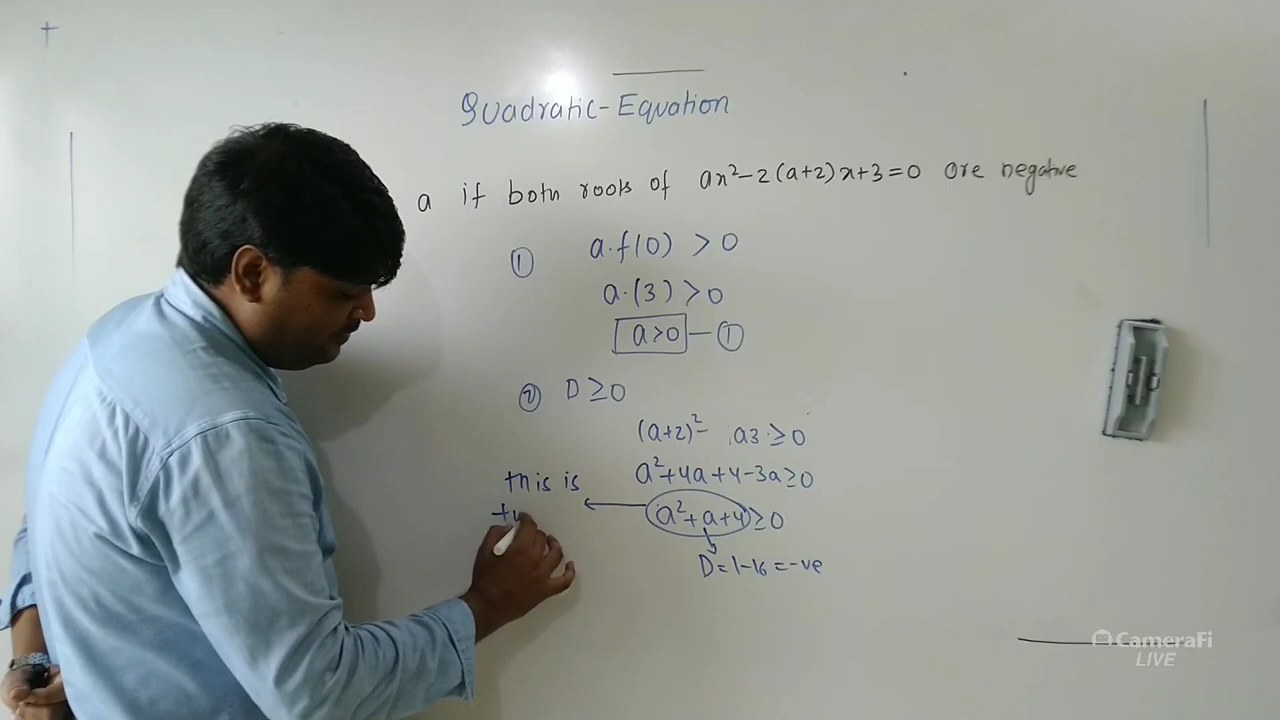 Quadratic-Equation
a if both roots of ax²-2(a+2)x+3=0 are negative
① a.f(0) > 0
a.(3) > 0
a>0 — ①
② D ≥ 0
(a+2)² - a3 ≥ 0
this is a²+4a+4-3a ≥ 0
a²+a+4 ≥ 0
D = 1-16 = -ve
CameraFi
LIVE